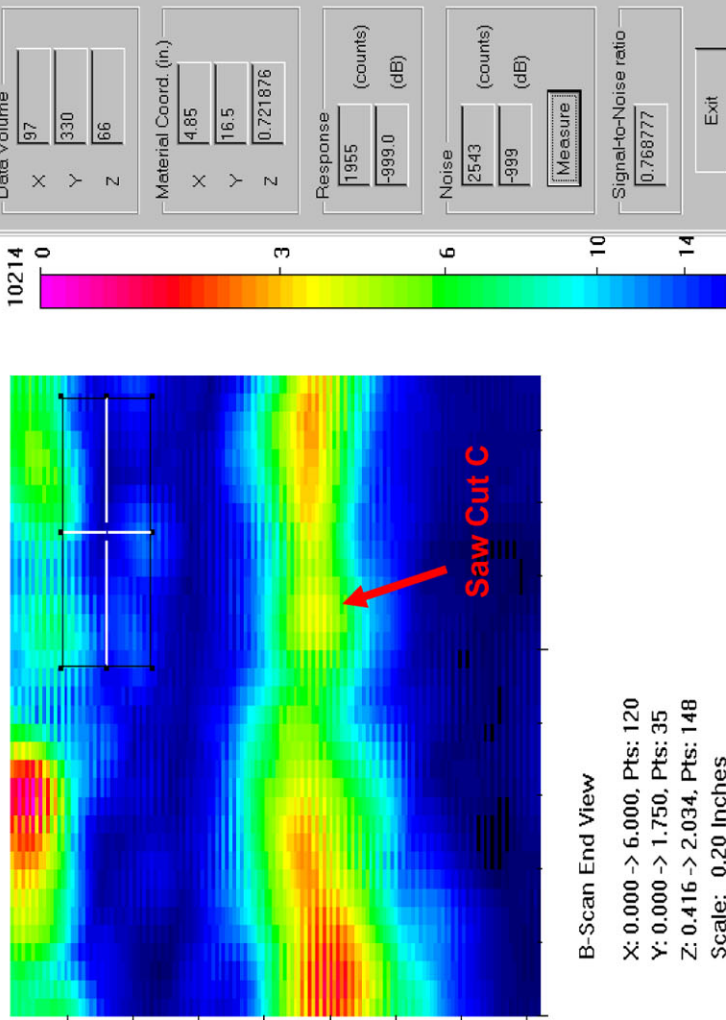 Data Volume
X 97
Y 330
Z 66
Material Coord. (in.)
X 4.85
Y 16.5
Z 0.721876
Response
1955 (counts)
-999.0 (dB)
Noise
2543 (counts)
-999 (dB)
Measure
Signal-to-Noise ratio
0.768777
Exit
10214
0
3
6
10
14
Saw Cut C
B-Scan End View
X: 0.000 -> 6.000, Pts: 120
Y: 0.000 -> 1.750, Pts: 35
Z: 0.416 -> 2.034, Pts: 148
Scale: 0.20 Inches